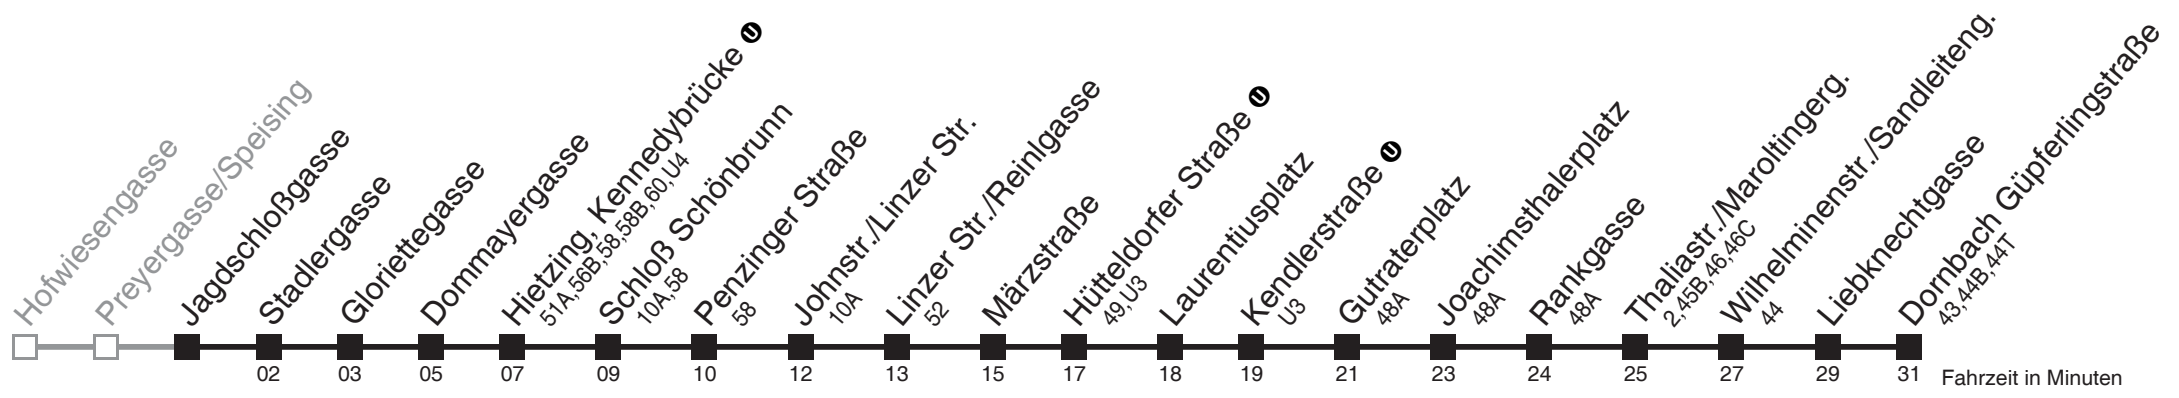 Hofwiesengasse
Preyergasse/Speising
Jagdschloßgasse
Stadlergasse
02
Gloriettegasse
03
Dommayergasse
05
Hietzing, Kennedybrücke U
51A,56B,58,58B,60,U4
07
Schloß Schönbrunn
10A,58
09
Penzinger Straße
58
10
Johnstr./Linzer Str.
10A
12
Linzer Str./Reinlgasse
52
13
Märzstraße
15
Hütteldorfer Straße U
49,U3
17
Laurentiusplatz
18
Kendlerstraße U
U3
19
Gutraterplatz
48A
21
Joachimsthalerplatz
48A
23
Rankgasse
48A
24
Thaliastr./Maroltingerg.
2,45B,46,46C
25
Wilhelminenstr./Sandleiteng.
44
27
Liebknechtgasse
29
Dornbach Güpferlingstraße
43,44B,44T
31
Fahrzeit in Minuten